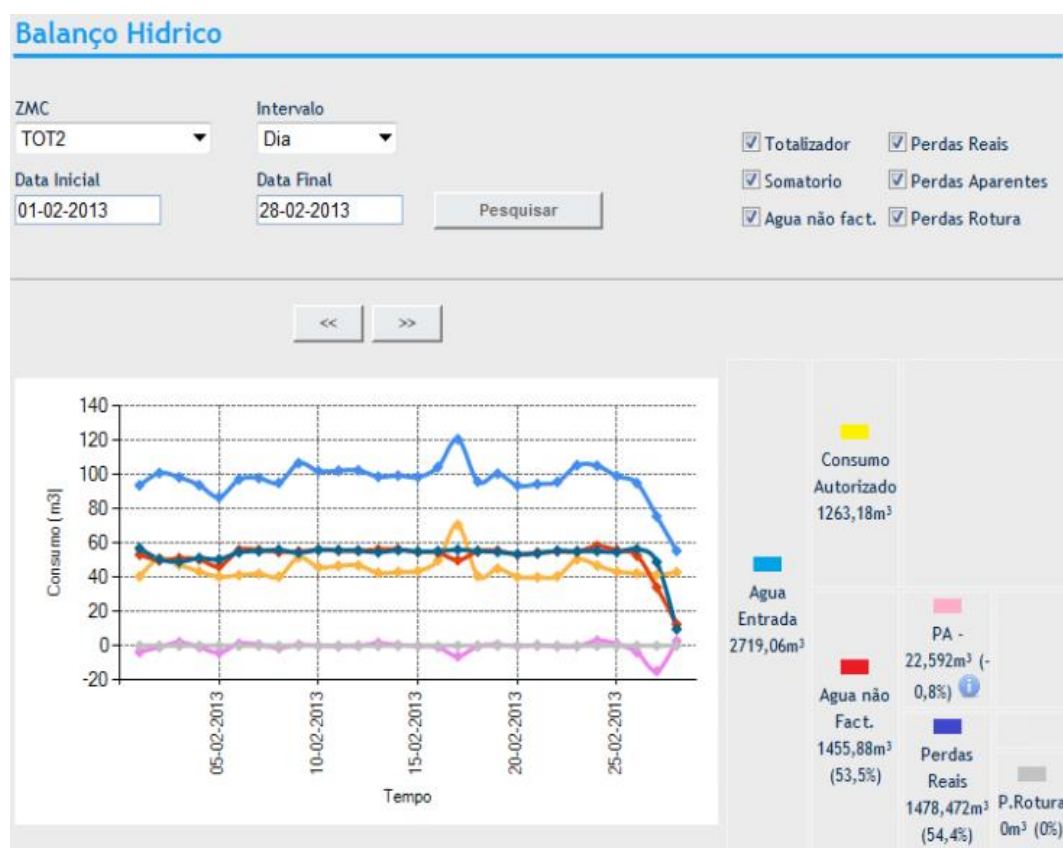 Balanço Hidrico
ZMC
Intervalo
TOT2
Dia
Totalizador
Perdas Reais
Data Inicial
Data Final
Somatorio
Perdas Aparentes
01-02-2013
28-02-2013
Pesquisar
Agua não fact.
Perdas Rotura
<<
>>
140
120
100
80
60
40
20
0
-20
Consumo (m3)
05-02-2013
10-02-2013
15-02-2013
20-02-2013
25-02-2013
Tempo
Agua
Entrada
2719,06m³
Consumo
Autorizado
1263,18m³
Agua não
Fact.
1455,88m³
(53,5%)
PA -
22,592m³ (-
0,8%)
Perdas
Reais
1478,472m³
(54,4%)
P.Rotura
0m³ (0%)